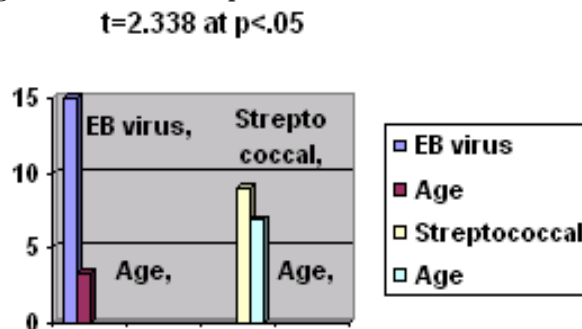 t=2.338 at p<.05
15
EB virus,
Strepto
coccal,
10
5
Age,
Age,
0
EB virus
Age
Streptococcal
Age